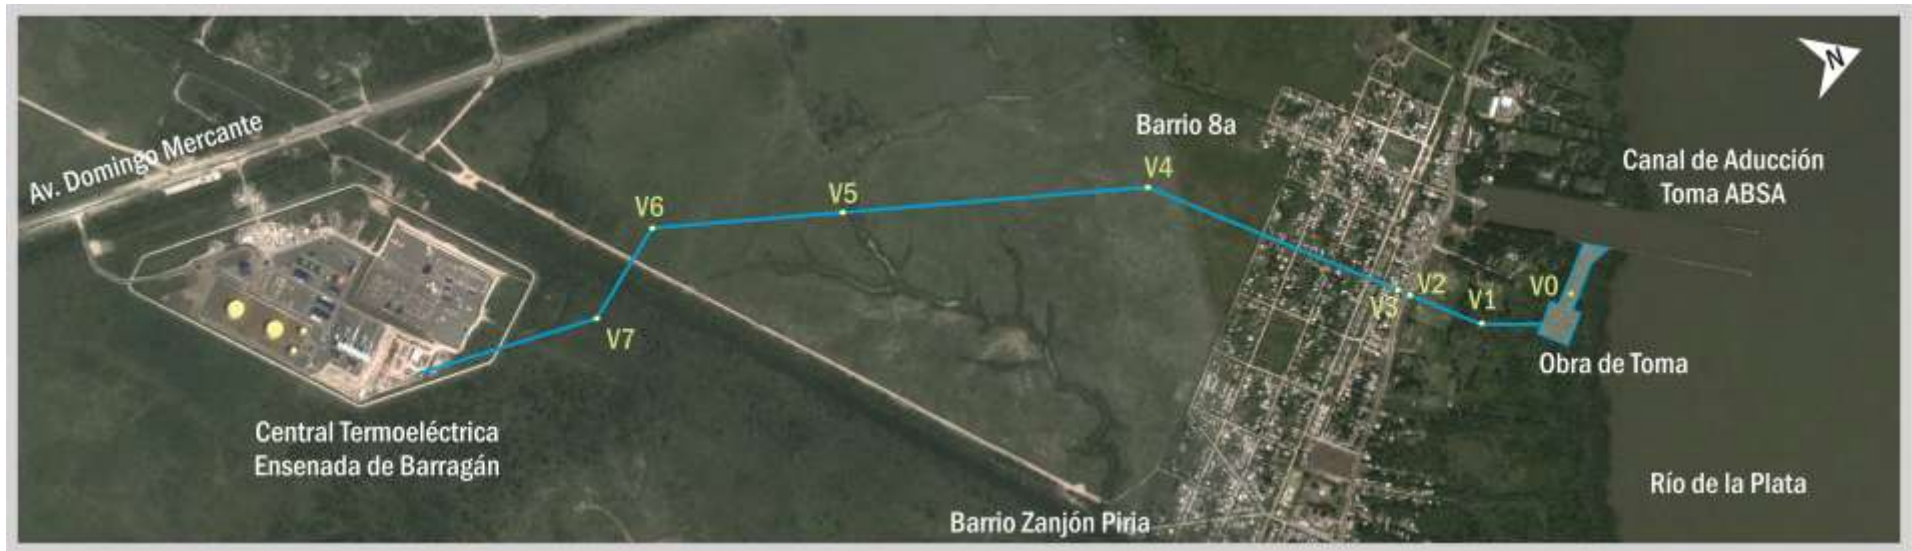 N
Av. Domingo Mercante
Barrio 8a
Canal de Aducción
Toma ABSA
V4
V5
V6
V0
V1
V2
V3
V7
Obra de Toma
Central Termoeléctrica
Ensenada de Barragán
Río de la Plata
Barrio Zanjón Piria